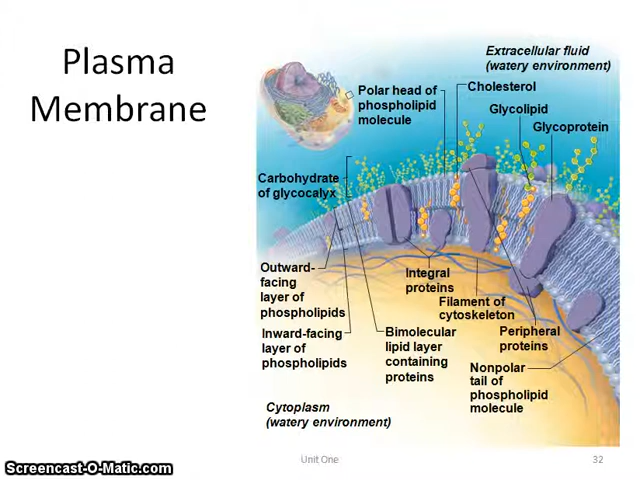 Plasma
Membrane
Extracellular fluid
(watery environment)
Polar head of
phospholipid
molecule
Cholesterol
Glycolipid
Glycoprotein
Carbohydrate
of glycocalyx
Outward-
facing
layer of
phospholipids
Integral
proteins
Filament of
cytoskeleton
Inward-facing
layer of
phospholipids
Bimolecular
lipid layer
containing
proteins
Peripheral
proteins
Nonpolar
tail of
phospholipid
molecule
Cytoplasm
(watery environment)
Unit One
32
Screencast-O-Matic.com